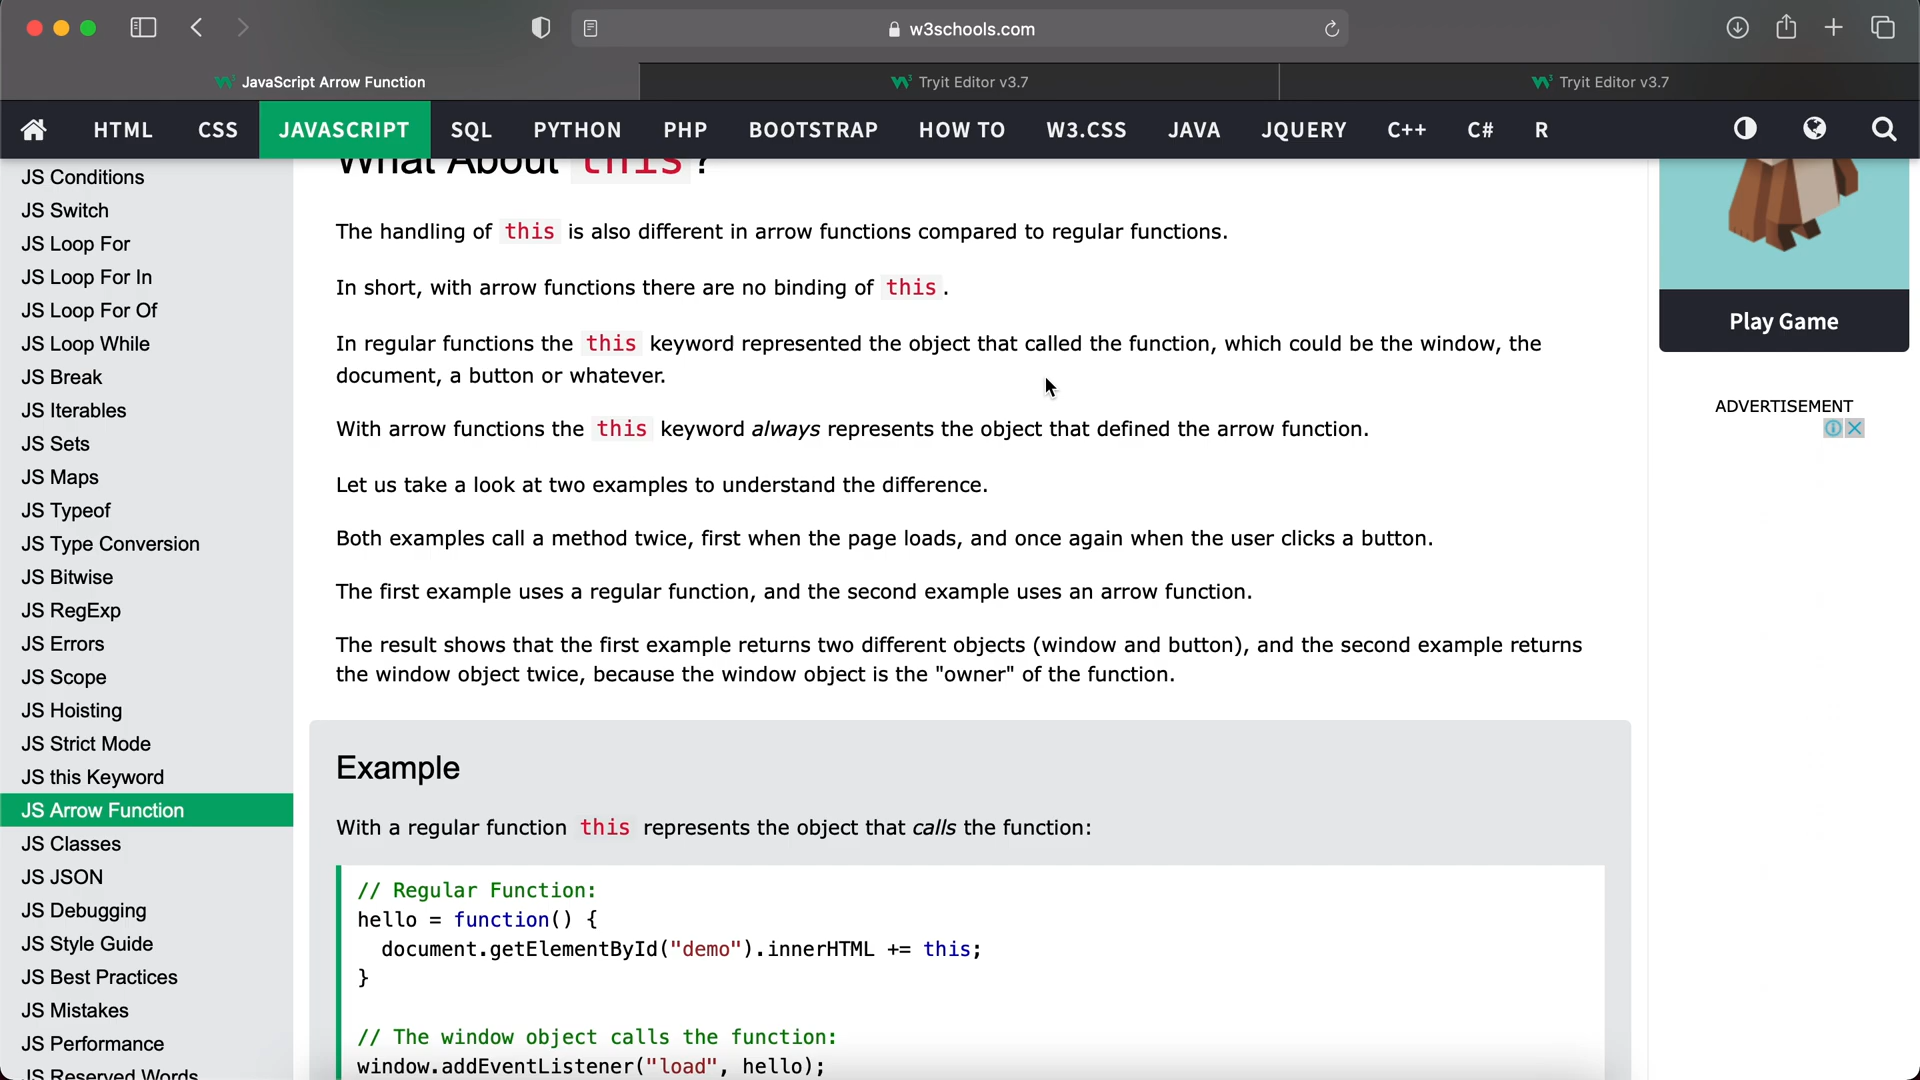 w3schools.com
JavaScript Arrow Function
Tryit Editor v3.7
Tryit Editor v3.7
HTML CSS JAVASCRIPT SQL PYTHON PHP BOOTSTRAP HOW TO W3.CSS JAVA JQUERY C++ C# R
JS Conditions
JS Switch
JS Loop For
JS Loop For In
JS Loop For Of
JS Loop While
JS Break
JS Iterables
JS Sets
JS Maps
JS Typeof
JS Type Conversion
JS Bitwise
JS RegExp
JS Errors
JS Scope
JS Hoisting
JS Strict Mode
JS this Keyword
JS Arrow Function
JS Classes
JS JSON
JS Debugging
JS Style Guide
JS Best Practices
JS Mistakes
JS Performance
JS Reserved Words
What About this?
The handling of this is also different in arrow functions compared to regular functions.
In short, with arrow functions there are no binding of this.
In regular functions the this keyword represented the object that called the function, which could be the window, the
document, a button or whatever.
With arrow functions the this keyword always represents the object that defined the arrow function.
Let us take a look at two examples to understand the difference.
Both examples call a method twice, first when the page loads, and once again when the user clicks a button.
The first example uses a regular function, and the second example uses an arrow function.
The result shows that the first example returns two different objects (window and button), and the second example returns
the window object twice, because the window object is the "owner" of the function.
Example
With a regular function this represents the object that calls the function:
// Regular Function:
hello = function() {
  document.getElementById("demo").innerHTML += this;
}
// The window object calls the function:
window.addEventListener("load", hello);
Play Game
ADVERTISEMENT